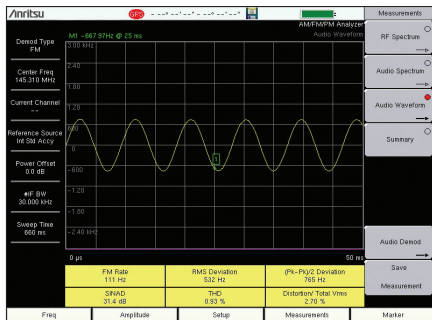 Anritsu
GPS
--°--'--'--°--'--'
AM/FM/PM Analyzer
Measurements
M1 -667.97Hz @ 25 ms
Audio Waveform
Demod Type
FM
Center Freq
145.310 MHz
Current Channel
--
Reference Source
Int Std Accy
Power Offset
0.0 dB
#IF BW
30.000 kHz
Sweep Time
660 ms
3.00 kHz
2.40
1.80
1.20
600
0
-600
-1.20
-1.80
-2.40 kHz
1
0 µs
50 ms
FM Rate
111 Hz
RMS Deviation
532 Hz
(Pk-Pk)/2 Deviation
765 Hz
SINAD
31.4 dB
THD
0.93 %
Distortion/ Total Vrms
2.70 %
RF Spectrum
Audio Spectrum
Audio Waveform
Summary
Audio Demod
Save
Measurement
Freq
Amplitude
Setup
Measurements
Marker